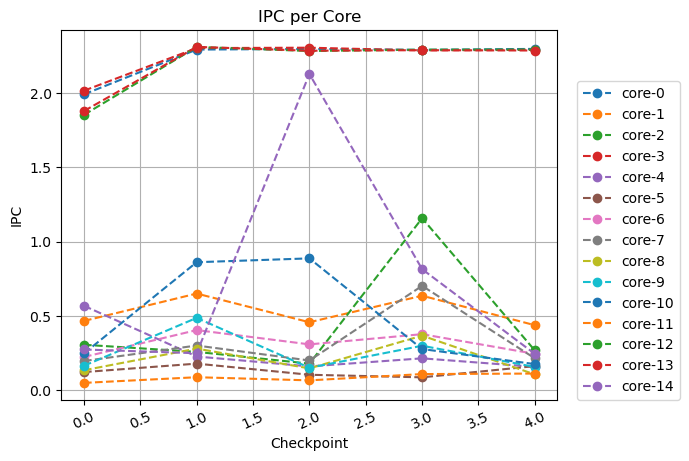 IPC per Core
IPC
2.0
1.5
1.0
0.5
0.0
0.0
0.5
1.0
1.5
2.0
2.5
3.0
3.5
4.0
Checkpoint
core-0
core-1
core-2
core-3
core-4
core-5
core-6
core-7
core-8
core-9
core-10
core-11
core-12
core-13
core-14